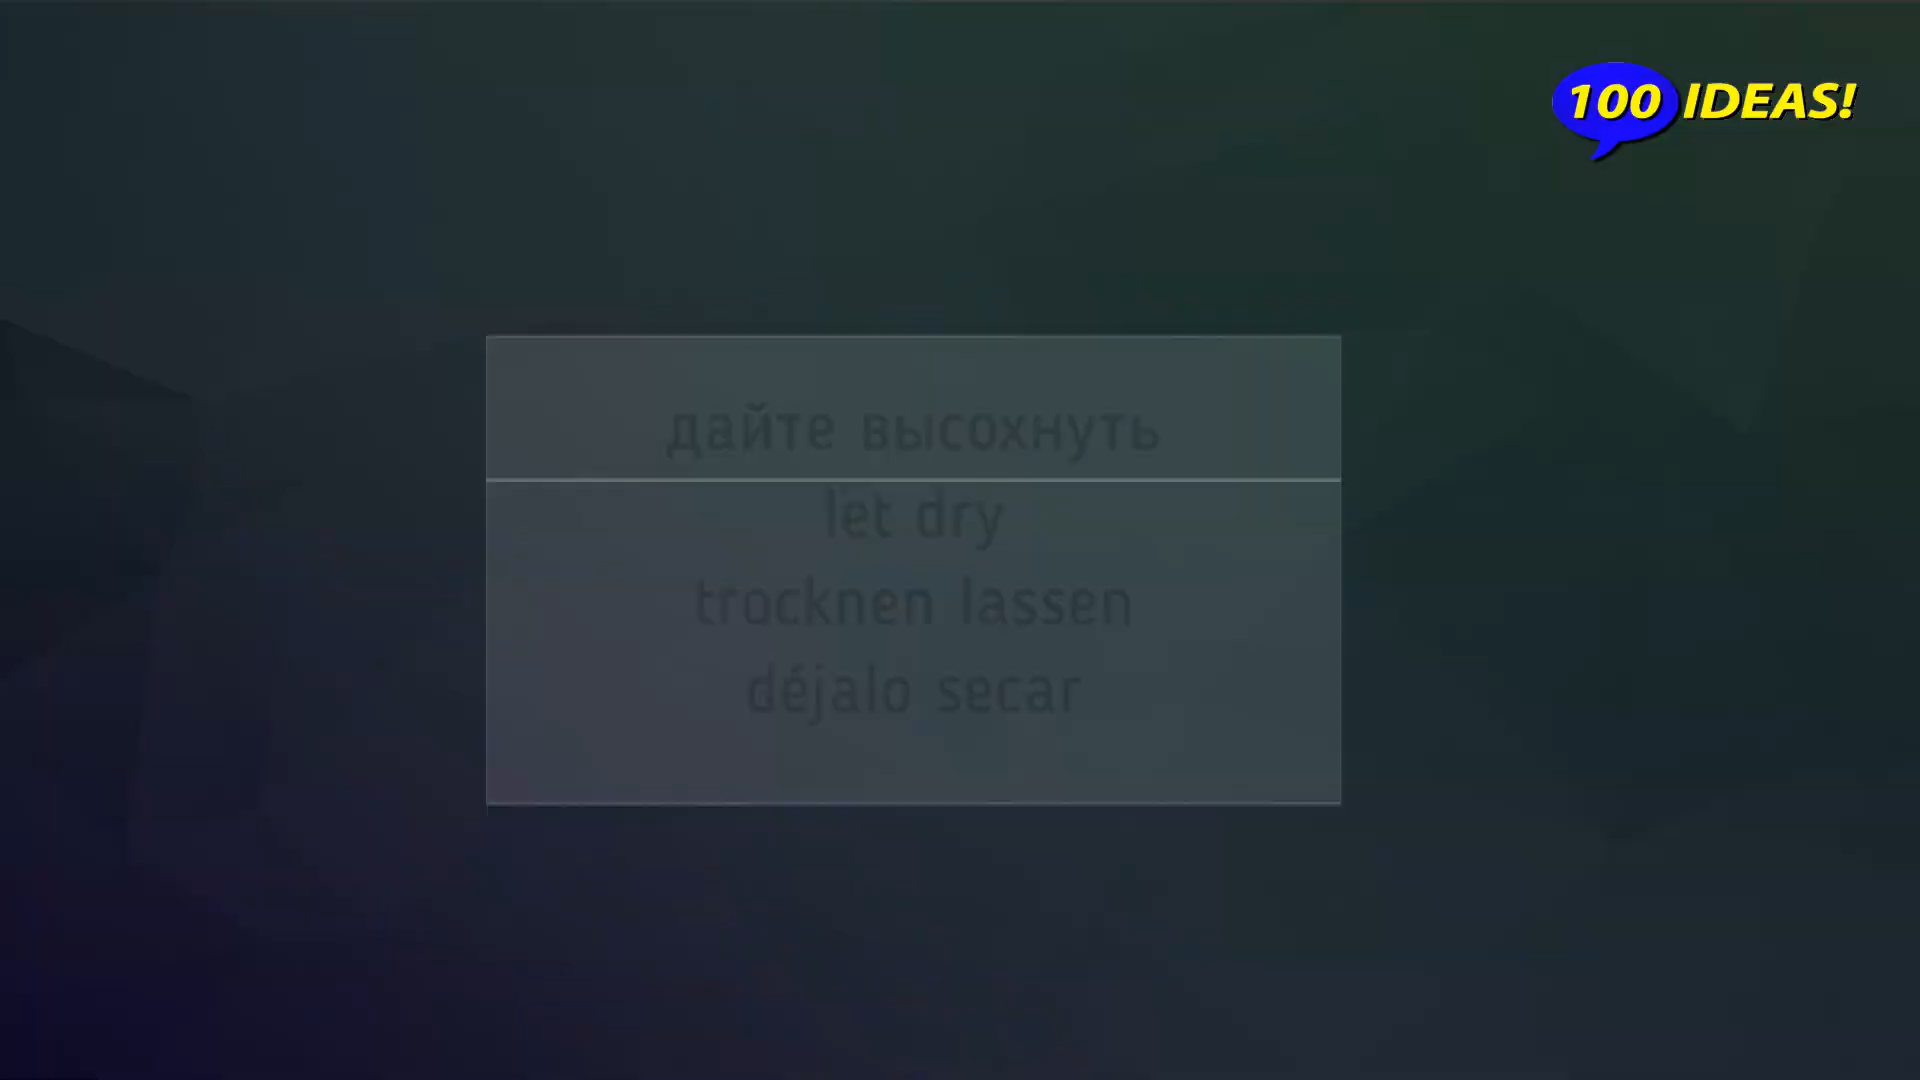 100 IDEAS!
дайте высохнуть
let dry
trocknen lassen
déjalo secar